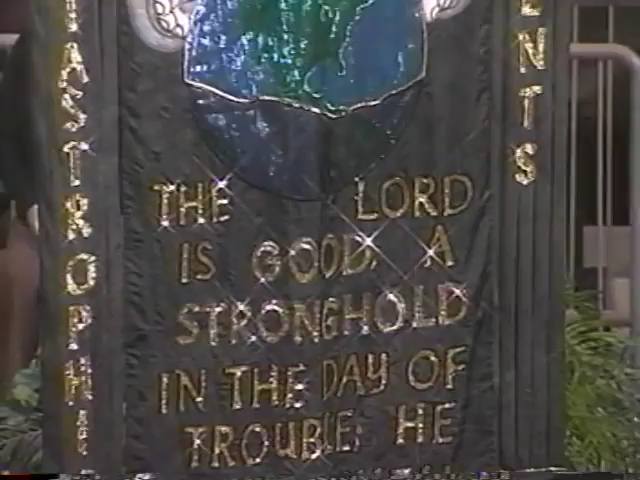 ASTROPHI
THE LORD
IS GOOD, A
STRONGHOLD
IN THE DAY OF
TROUBLE; HE
ENTS